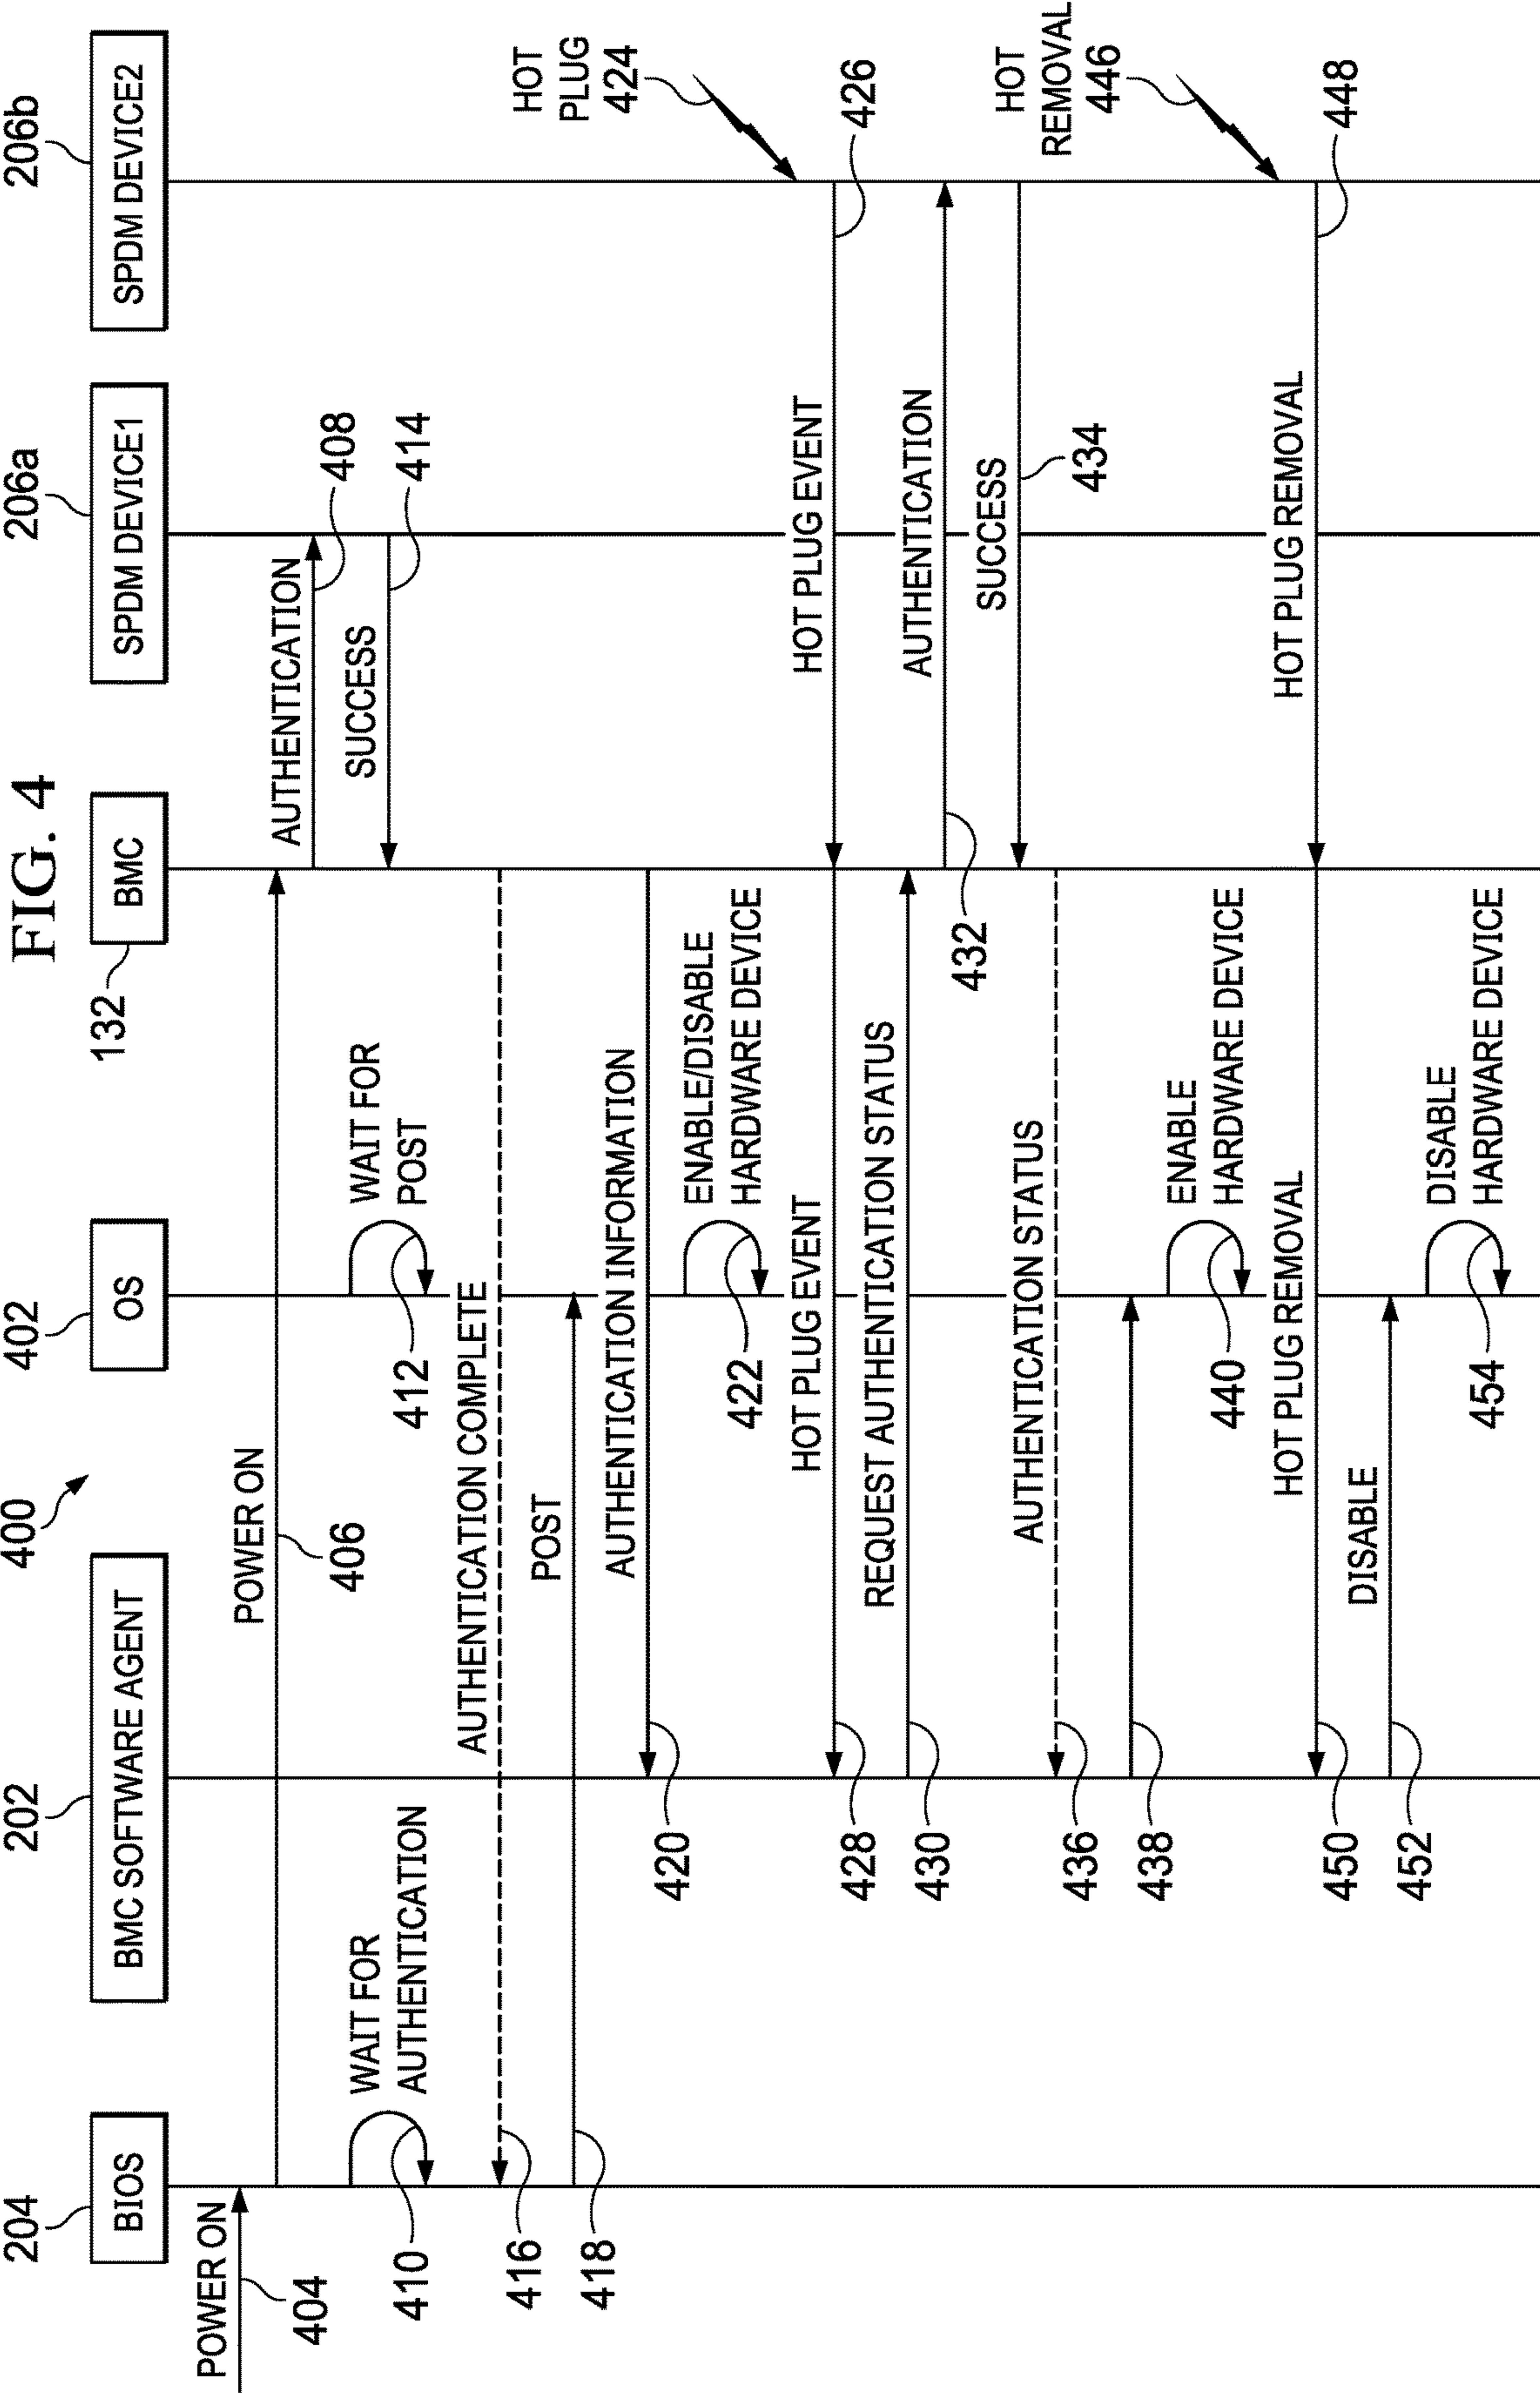 FIG. 4
400
204
BIOS
202
BMC SOFTWARE AGENT
402
OS
132
BMC
206a
SPDM DEVICE1
206b
SPDM DEVICE2
POWER ON
404
POWER ON
406
AUTHENTICATION
408
WAIT FOR
AUTHENTICATION
410
WAIT FOR
POST
412
SUCCESS
414
AUTHENTICATION COMPLETE
416
POST
418
AUTHENTICATION INFORMATION
420
ENABLE/DISABLE
HARDWARE DEVICE
422
HOT
PLUG
424
HOT PLUG EVENT
426
HOT PLUG EVENT
428
REQUEST AUTHENTICATION STATUS
430
AUTHENTICATION
432
SUCCESS
434
AUTHENTICATION STATUS
436
438
ENABLE
HARDWARE DEVICE
440
HOT
REMOVAL
446
HOT PLUG REMOVAL
448
HOT PLUG REMOVAL
450
DISABLE
452
DISABLE
HARDWARE DEVICE
454